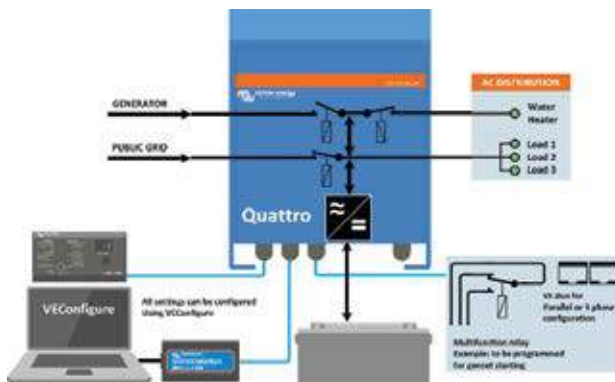 GENERATOR
PUBLIC GRID
AC DISTRIBUTION
Water
Heater
Load 1
Load 2
Load 3
Quattro
VEConfigure
All settings can be configured
Using VEConfigure
VE.Bus for
Parallel or 3 phase
configuration
Multifunction relay
Example: to be programmed
for genset starting